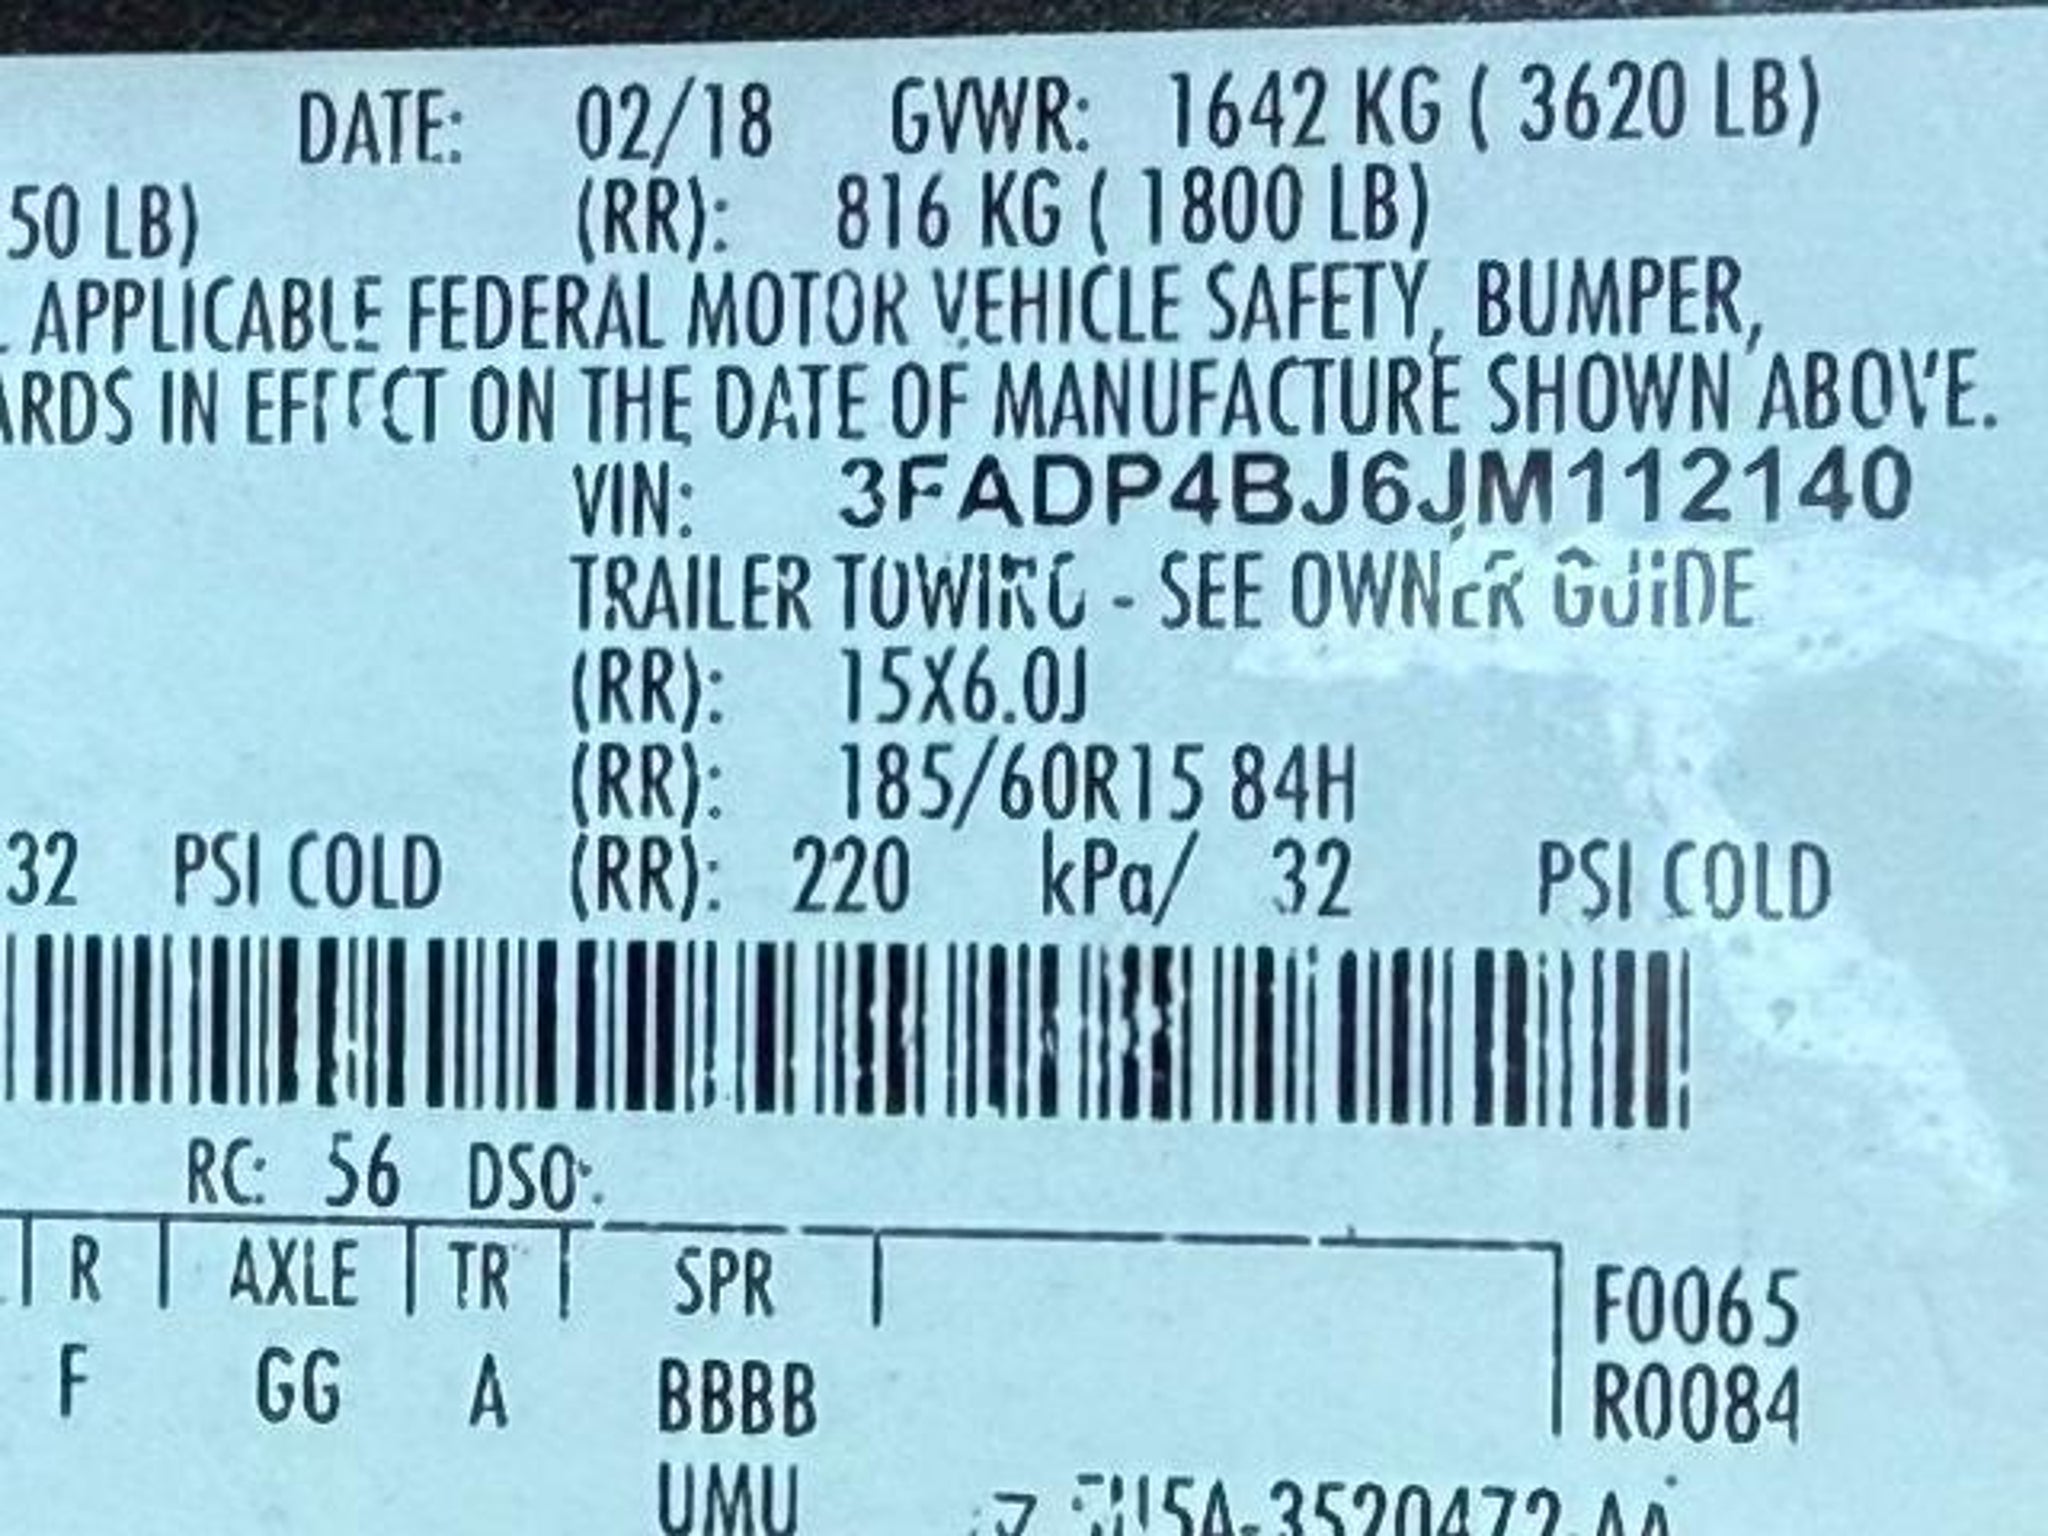 DATE: 02/18 GVWR: 1642 KG ( 3620 LB)
50 LB) (RR): 816 KG ( 1800 LB)
APPLICABLE FEDERAL MOTOR VEHICLE SAFETY, BUMPER,
ARDS IN EFFECT ON THE DATE OF MANUFACTURE SHOWN ABOVE.
VIN: 3FADP4BJ6JM112140
TRAILER TOWING - SEE OWNER GUIDE
(RR): 15X6.0J
(RR): 185/60R15 84H
32 PSI COLD (RR): 220 kPa/ 32 PSI COLD
RC: 56 DSO:
R AXLE TR SPR F0065
F GG A BBBB R0084
UMU